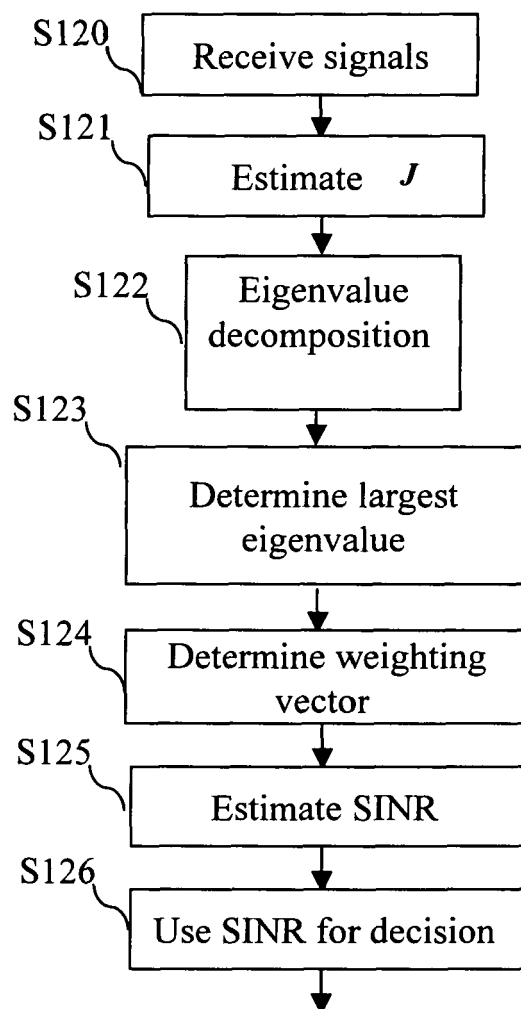 S120
Receive signals
S121
Estimate J
S122
Eigenvalue
decomposition
S123
Determine largest
eigenvalue
S124
Determine weighting
vector
S125
Estimate SINR
S126
Use SINR for decision